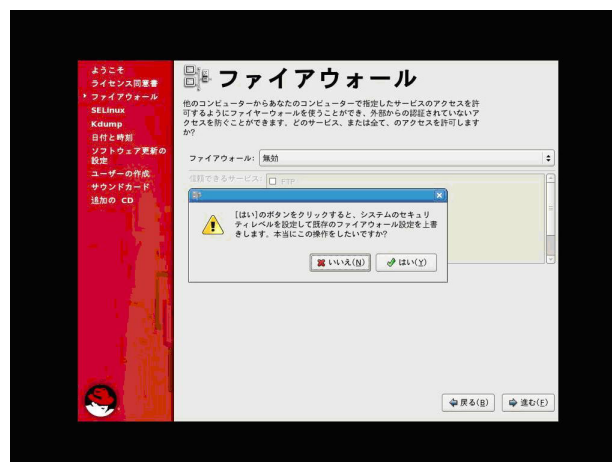 ようこそ
ライセンス同意書
ファイアウォール
SELinux
Kdump
日付と時刻
ソフトウェア更新の
設定
ユーザーの作成
サウンドカード
追加の CD
ファイアウォール
他のコンピューターからあなたのコンピューターで指定したサービスのアクセスを許
可するようにファイヤーウォールを使うことができ、外部からの認証されていないア
クセスを防ぐことができます。どのサービス、または全て、のアクセスを許可します
か?
ファイアウォール: 無効
信頼できるサービス: FTP
[はい]のボタンをクリックすると、システムのセキュリ
ティレベルを設定して既存のファイアウォール設定を上書
きします。本当にこの操作をしたいですか?
いいえ(N) はい(Y)
戻る(B) 進む(F)